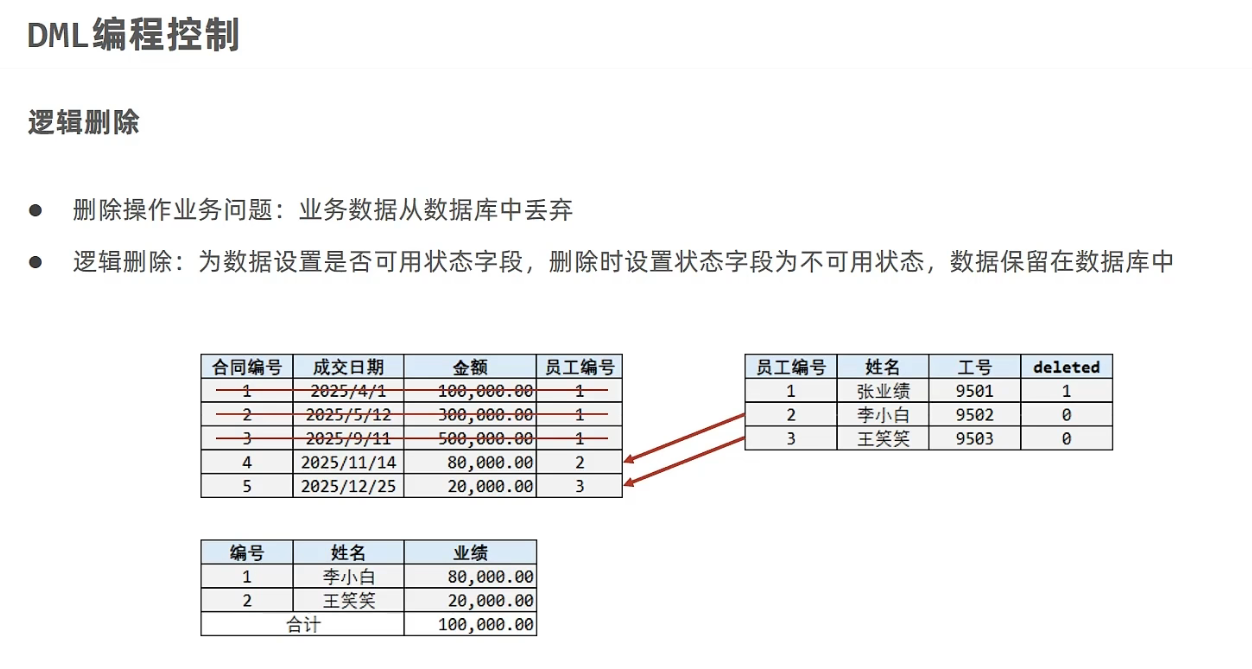 DML编程控制
逻辑删除
● 删除操作业务问题：业务数据从数据库中丢弃
● 逻辑删除：为数据设置是否可用状态字段，删除时设置状态字段为不可用状态，数据保留在数据库中
合同编号 成交日期 金额 员工编号
1 2025/4/1 100,000.00 1
2 2025/5/12 300,000.00 1
3 2025/9/11 500,000.00 1
4 2025/11/14 80,000.00 2
5 2025/12/25 20,000.00 3
员工编号 姓名 工号 deleted
1 张业绩 9501 1
2 李小白 9502 0
3 王笑笑 9503 0
编号 姓名 业绩
1 李小白 80,000.00
2 王笑笑 20,000.00
合计 100,000.00